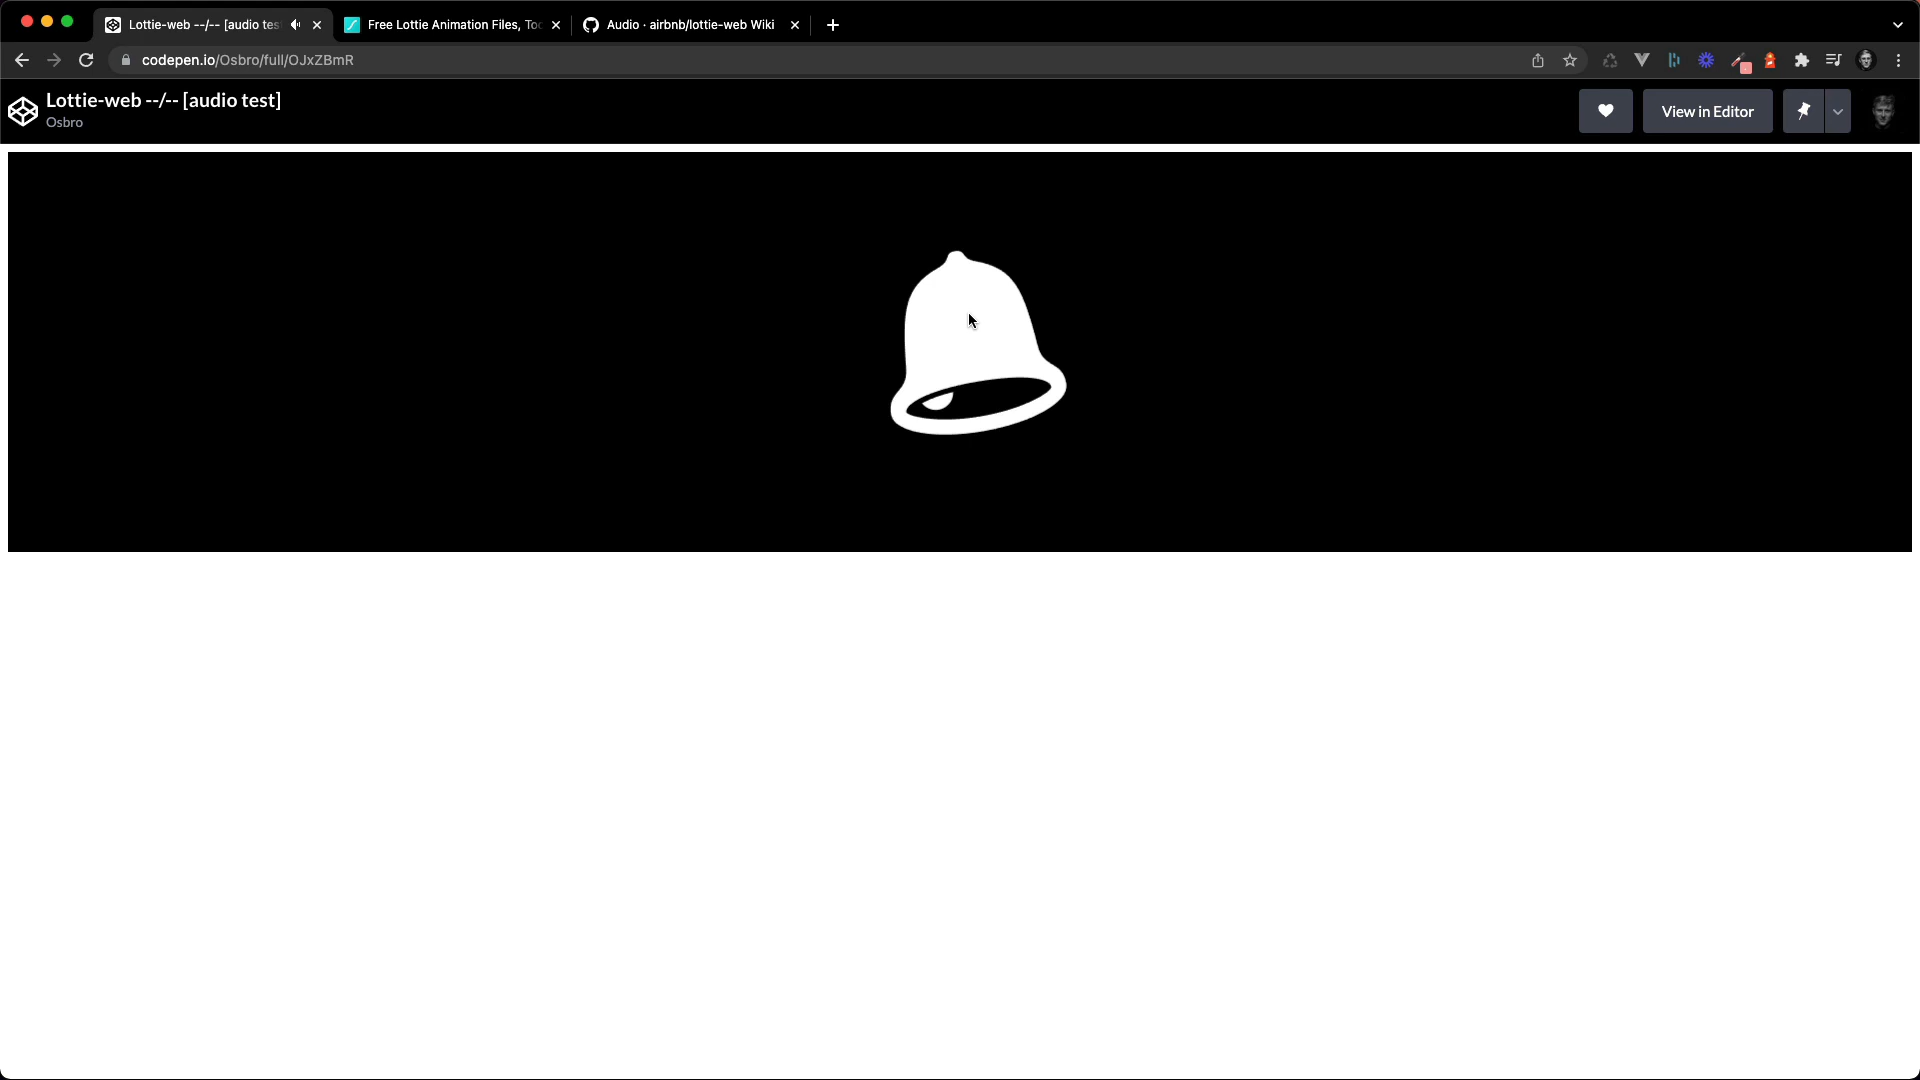 Lottie-web --/-- [audio tes
Free Lottie Animation Files, Too
Audio · airbnb/lottie-web Wiki
codepen.io/Osbro/full/OJxZBmR
Lottie-web --/-- [audio test]
Osbro
View in Editor